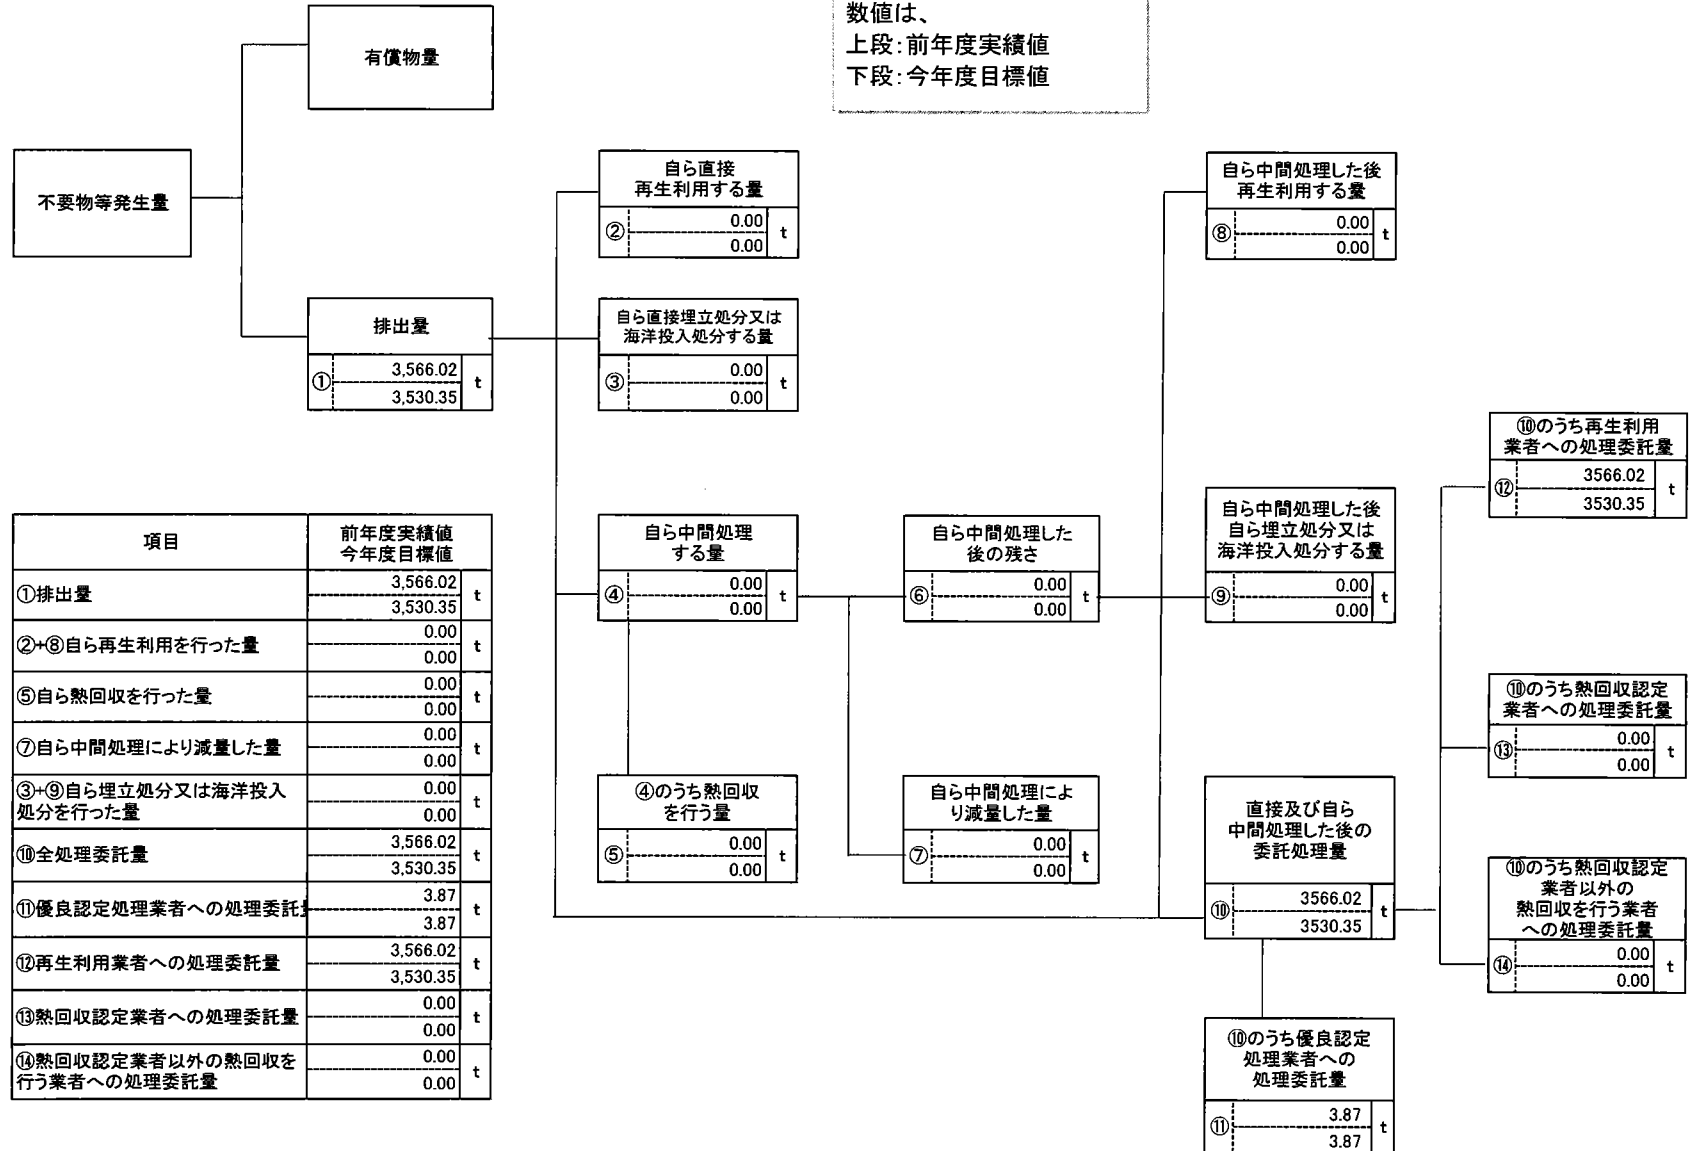 数値は、
上段：前年度実績値
下段：今年度目標値
有償物量
不要物等発生量
排出量
① 3,566.02 t
3,530.35
自ら直接
再生利用する量
② 0.00 t
0.00
自ら直接埋立処分又は
海洋投入処分する量
③ 0.00 t
0.00
自ら中間処理
する量
④ 0.00 t
0.00
④のうち熱回収
を行う量
⑤ 0.00 t
0.00
自ら中間処理した
後の残さ
⑥ 0.00 t
0.00
自ら中間処理によ
り減量した量
⑦ 0.00 t
0.00
自ら中間処理した後
再生利用する量
⑧ 0.00 t
0.00
自ら中間処理した後
自ら埋立処分又は
海洋投入処分する量
⑨ 0.00 t
0.00
直接及び自ら
中間処理した後の
委託処理量
⑩ 3566.02 t
3530.35
⑩のうち優良認定
処理業者への
処理委託量
⑪ 3.87 t
3.87
⑩のうち再生利用
業者への処理委託量
⑫ 3566.02 t
3530.35
⑩のうち熱回収認定
業者への処理委託量
⑬ 0.00 t
0.00
⑩のうち熱回収認定
業者以外の
熱回収を行う業者
への処理委託量
⑭ 0.00 t
0.00
項目 前年度実績値
今年度目標値
①排出量 3,566.02 t
3,530.35
②+⑧自ら再生利用を行った量 0.00 t
0.00
⑤自ら熱回収を行った量 0.00 t
0.00
⑦自ら中間処理により減量した量 0.00 t
0.00
③+⑨自ら埋立処分又は海洋投入 0.00 t
処分を行った量 0.00
⑩全処理委託量 3,566.02 t
3,530.35
⑪優良認定処理業者への処理委託 3.87 t
3.87
⑫再生利用業者への処理委託量 3,566.02 t
3,530.35
⑬熱回収認定業者への処理委託量 0.00 t
0.00
⑭熱回収認定業者以外の熱回収を 0.00 t
行う業者への処理委託量 0.00